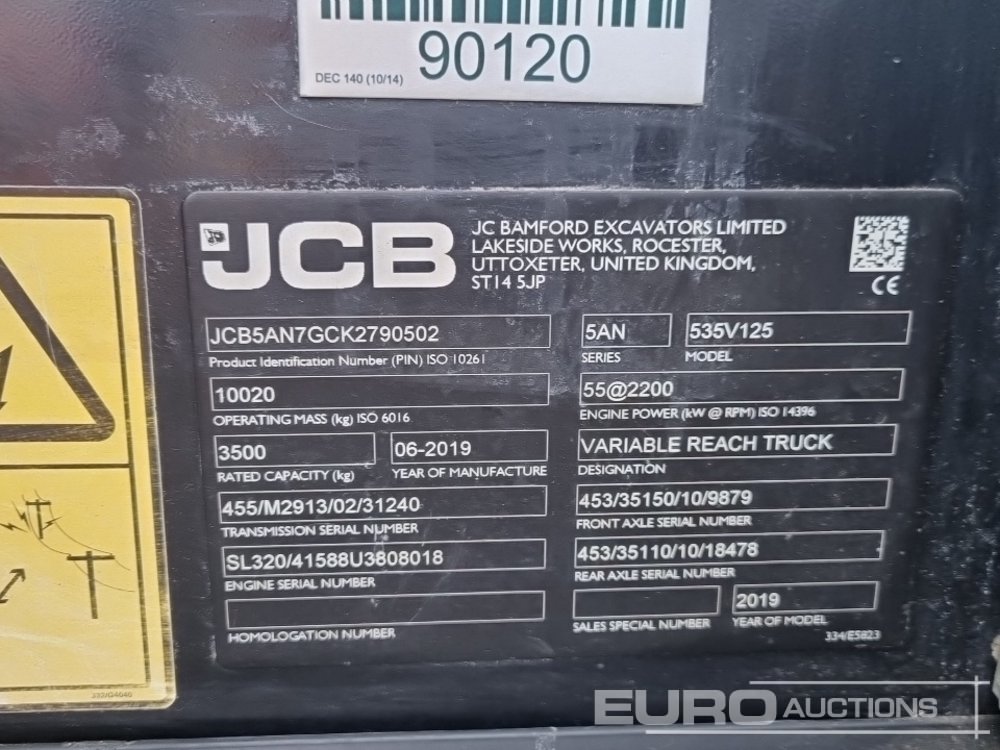 90120
DEC 140 (10/14)
JCB
JC BAMFORD EXCAVATORS LIMITED
LAKESIDE WORKS, ROCESTER,
UTTOXETER, UNITED KINGDOM,
ST14 5JP
CE
JCB5AN7GCK2790502
Product Identification Number (PIN) ISO 10261
5AN
SERIES
535V125
MODEL
10020
OPERATING MASS (kg) ISO 6016
55@2200
ENGINE POWER (kW @ RPM) ISO 14396
3500
RATED CAPACITY (kg)
06-2019
YEAR OF MANUFACTURE
VARIABLE REACH TRUCK
DESIGNATION
455/M2913/02/31240
TRANSMISSION SERIAL NUMBER
453/35150/10/9879
FRONT AXLE SERIAL NUMBER
SL320/41588U3808018
ENGINE SERIAL NUMBER
453/35110/10/18478
REAR AXLE SERIAL NUMBER
HOMOLOGATION NUMBER
SALES SPECIAL NUMBER
2019
YEAR OF MODEL
334/E5823
332/G4040
EURO AUCTIONS